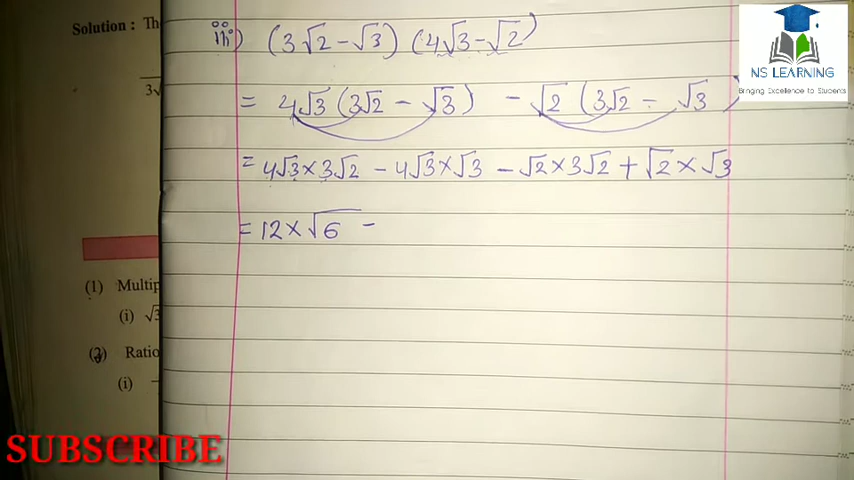 Solution : Th
3√
(1) Multip
(i) √3
(2) Ratio
(i)
iii) (3√2 - √3) (4√3 - √2)
= 4√3 (3√2 - √3) - √2 (3√2 - √3)
= 4√3 × 3√2 - 4√3 × √3 - √2 × 3√2 + √2 × √3
= 12 × √6 -
NS LEARNING
Bringing Excellence to Students
SUBSCRIBE